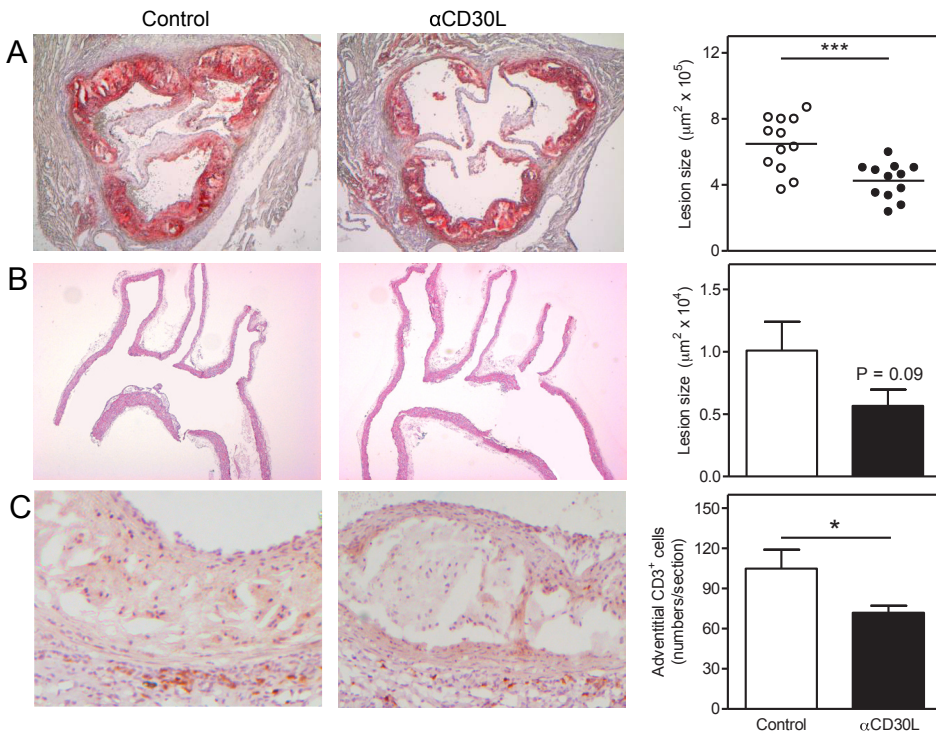 Control
αCD30L
A
***
12
8
4
0
Lesion size (μm² x 10⁵)
B
P = 0.09
1.5
1.0
0.5
0.0
Lesion size (μm² x 10⁴)
C
*
150
120
90
60
30
0
Adventitial CD3⁺ cells
(numbers/section)
Control
αCD30L